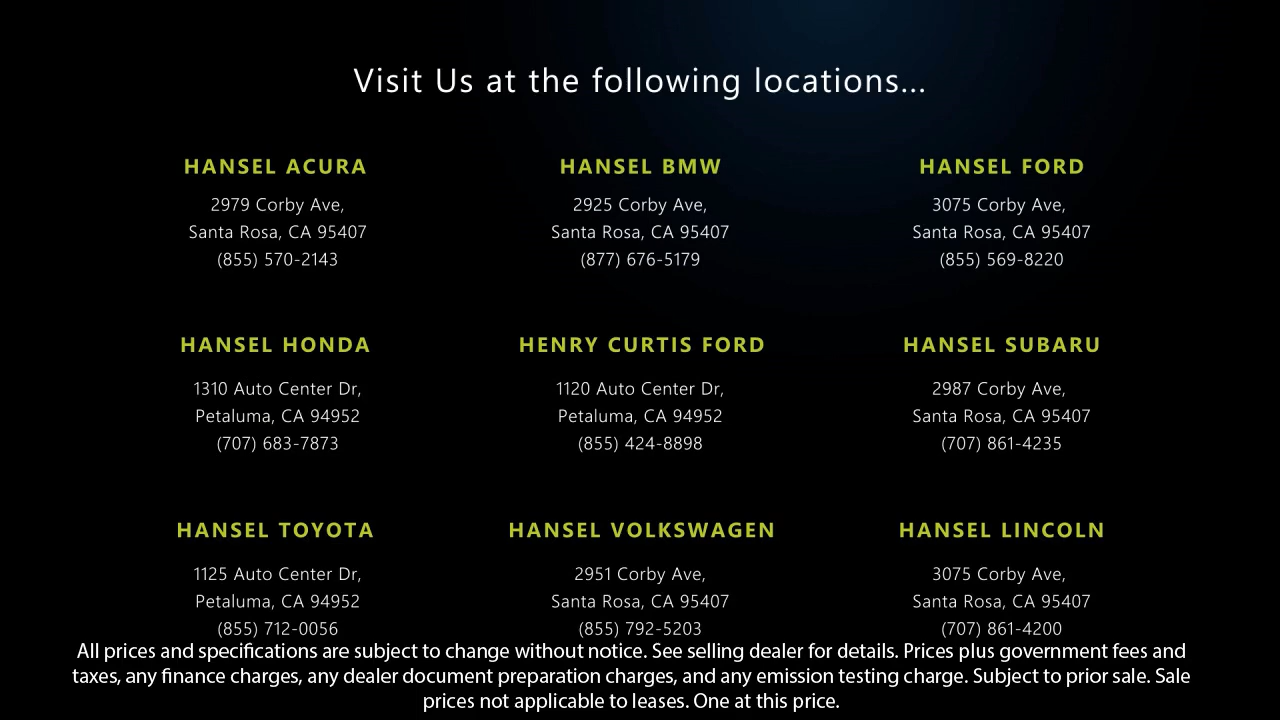 Visit Us at the following locations...
HANSEL ACURA
2979 Corby Ave,
Santa Rosa, CA 95407
(855) 570-2143
HANSEL BMW
2925 Corby Ave,
Santa Rosa, CA 95407
(877) 676-5179
HANSEL FORD
3075 Corby Ave,
Santa Rosa, CA 95407
(855) 569-8220
HANSEL HONDA
1310 Auto Center Dr,
Petaluma, CA 94952
(707) 683-7873
HENRY CURTIS FORD
1120 Auto Center Dr,
Petaluma, CA 94952
(855) 424-8898
HANSEL SUBARU
2987 Corby Ave,
Santa Rosa, CA 95407
(707) 861-4235
HANSEL TOYOTA
1125 Auto Center Dr,
Petaluma, CA 94952
(855) 712-0056
HANSEL VOLKSWAGEN
2951 Corby Ave,
Santa Rosa, CA 95407
(855) 792-5203
HANSEL LINCOLN
3075 Corby Ave,
Santa Rosa, CA 95407
(707) 861-4200
All prices and specifications are subject to change without notice. See selling dealer for details. Prices plus government fees and
taxes, any finance charges, any dealer document preparation charges, and any emission testing charge. Subject to prior sale. Sale
prices not applicable to leases. One at this price.